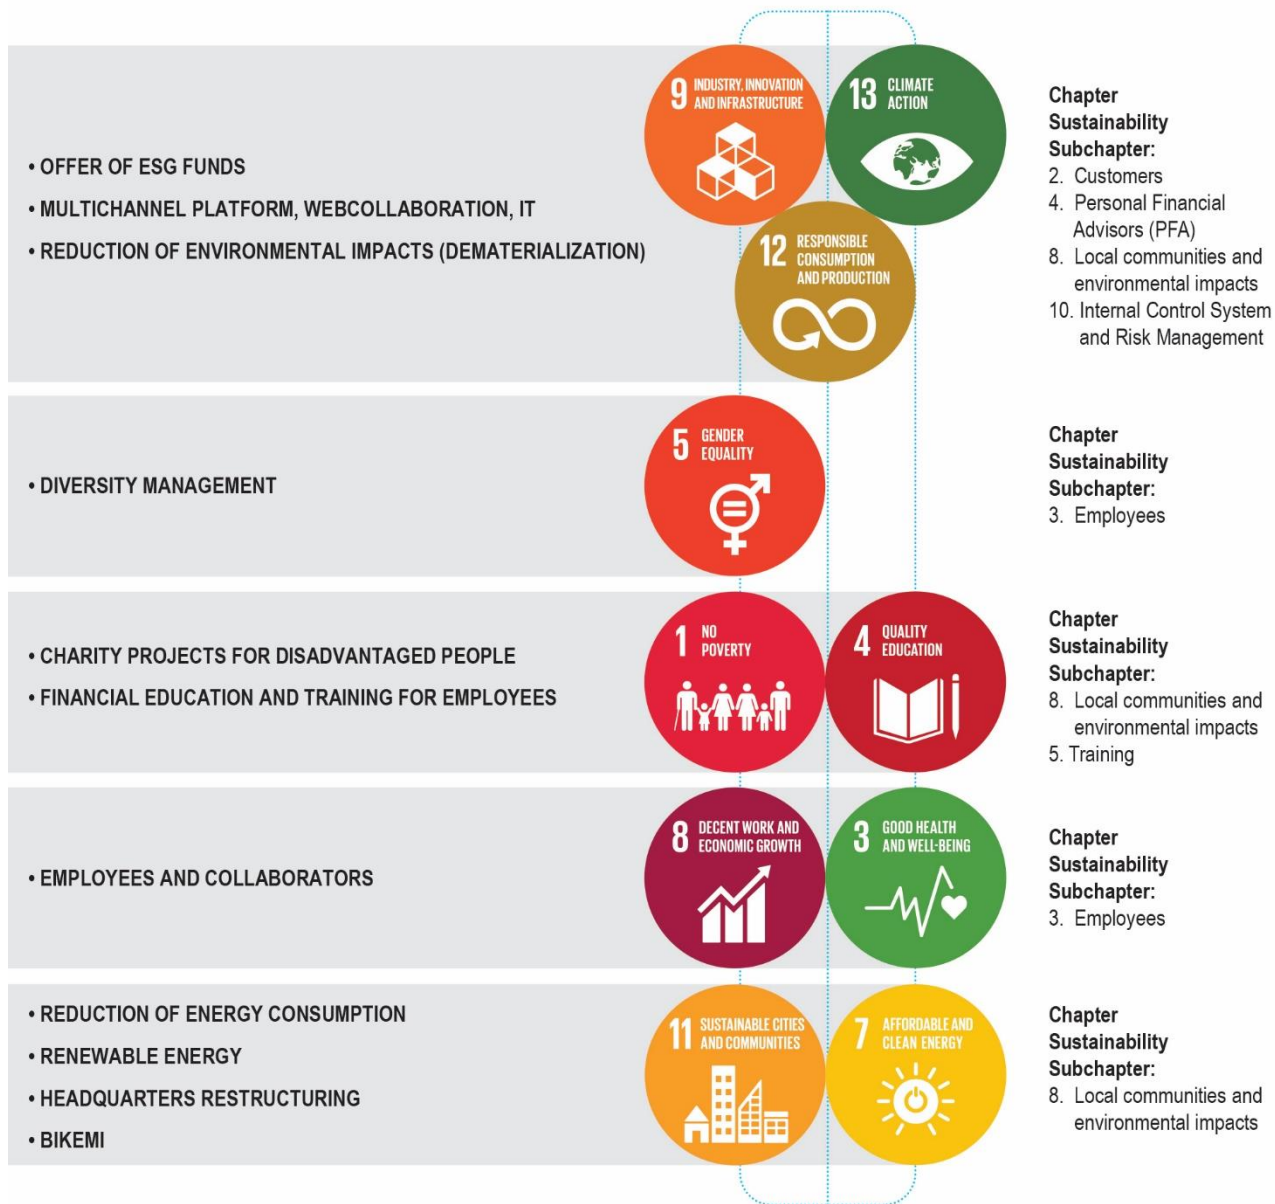 • OFFER OF ESG FUNDS
• MULTICHANNEL PLATFORM, WEBCOLLABORATION, IT
• REDUCTION OF ENVIRONMENTAL IMPACTS (DEMATERIALIZATION)
9 INDUSTRY, INNOVATION
AND INFRASTRUCTURE
13 CLIMATE
ACTION
12 RESPONSIBLE
CONSUMPTION
AND PRODUCTION
Chapter
Sustainability
Subchapter:
2. Customers
4. Personal Financial
Advisors (PFA)
8. Local communities and
environmental impacts
10. Internal Control System
and Risk Management
• DIVERSITY MANAGEMENT
5 GENDER
EQUALITY
Chapter
Sustainability
Subchapter:
3. Employees
• CHARITY PROJECTS FOR DISADVANTAGED PEOPLE
• FINANCIAL EDUCATION AND TRAINING FOR EMPLOYEES
1 NO
POVERTY
4 QUALITY
EDUCATION
Chapter
Sustainability
Subchapter:
8. Local communities and
environmental impacts
5. Training
• EMPLOYEES AND COLLABORATORS
8 DECENT WORK AND
ECONOMIC GROWTH
3 GOOD HEALTH
AND WELL-BEING
Chapter
Sustainability
Subchapter:
3. Employees
• REDUCTION OF ENERGY CONSUMPTION
• RENEWABLE ENERGY
• HEADQUARTERS RESTRUCTURING
• BIKEMI
11 SUSTAINABLE CITIES
AND COMMUNITIES
7 AFFORDABLE AND
CLEAN ENERGY
Chapter
Sustainability
Subchapter:
8. Local communities and
environmental impacts